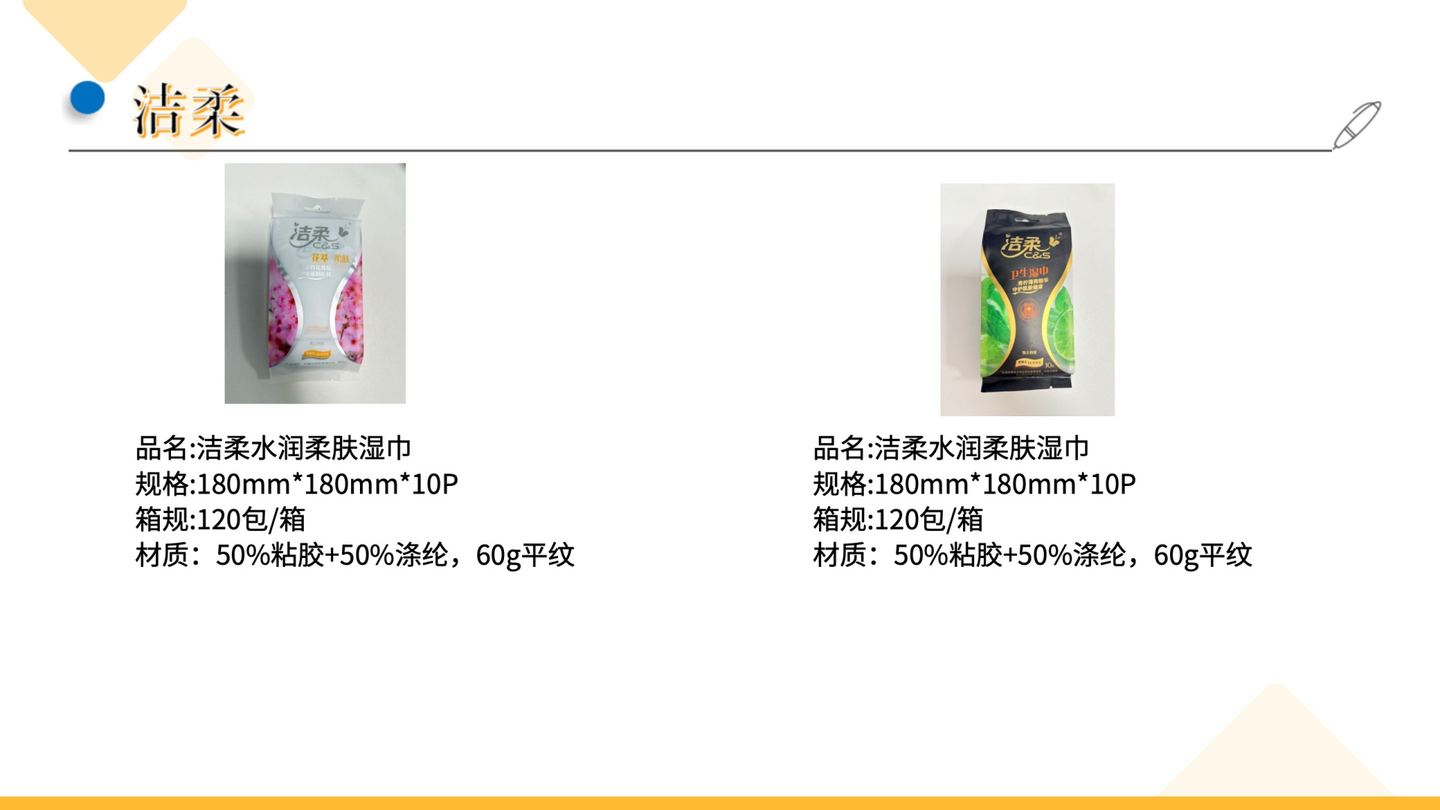 洁柔
洁柔
C&S
花萃
洁柔
C&S
卫生湿巾
品名:洁柔水润柔肤湿巾
规格:180mm*180mm*10P
箱规:120包/箱
材质：50%粘胶+50%涤纶，60g平纹
品名:洁柔水润柔肤湿巾
规格:180mm*180mm*10P
箱规:120包/箱
材质：50%粘胶+50%涤纶，60g平纹